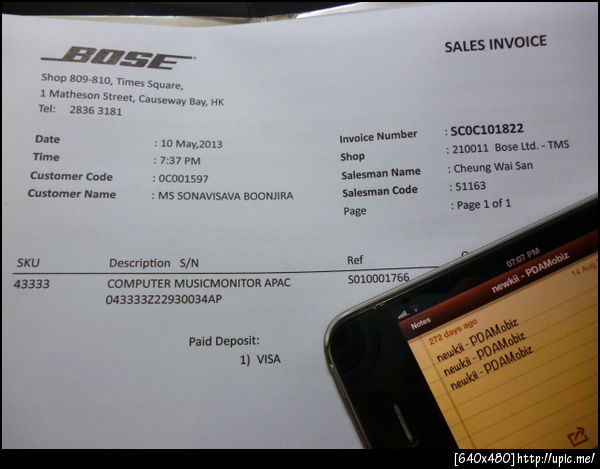 BOSE
SALES INVOICE
Shop 809-810, Times Square,
1 Matheson Street, Causeway Bay, HK
Tel: 2836 3181
Date : 10 May,2013
Time : 7:37 PM
Customer Code : 0C001597
Customer Name : MS SONAVISAVA BOONJIRA
Invoice Number : SC0C101822
Shop : 210011 Bose Ltd. - TMS
Salesman Name : Cheung Wai San
Salesman Code : 51163
Page : Page 1 of 1
SKU Description S/N Ref
43333 COMPUTER MUSICMONITOR APAC S010001766
043333Z22930034AP
Paid Deposit:
1) VISA
07:07 PM
Notes newkii - PDAMobiz
272 days ago 14 Aug
newkii - PDAMobiz
newkii - PDAMobiz
newkii - PDAMobiz
[640x480]http://upic.me/